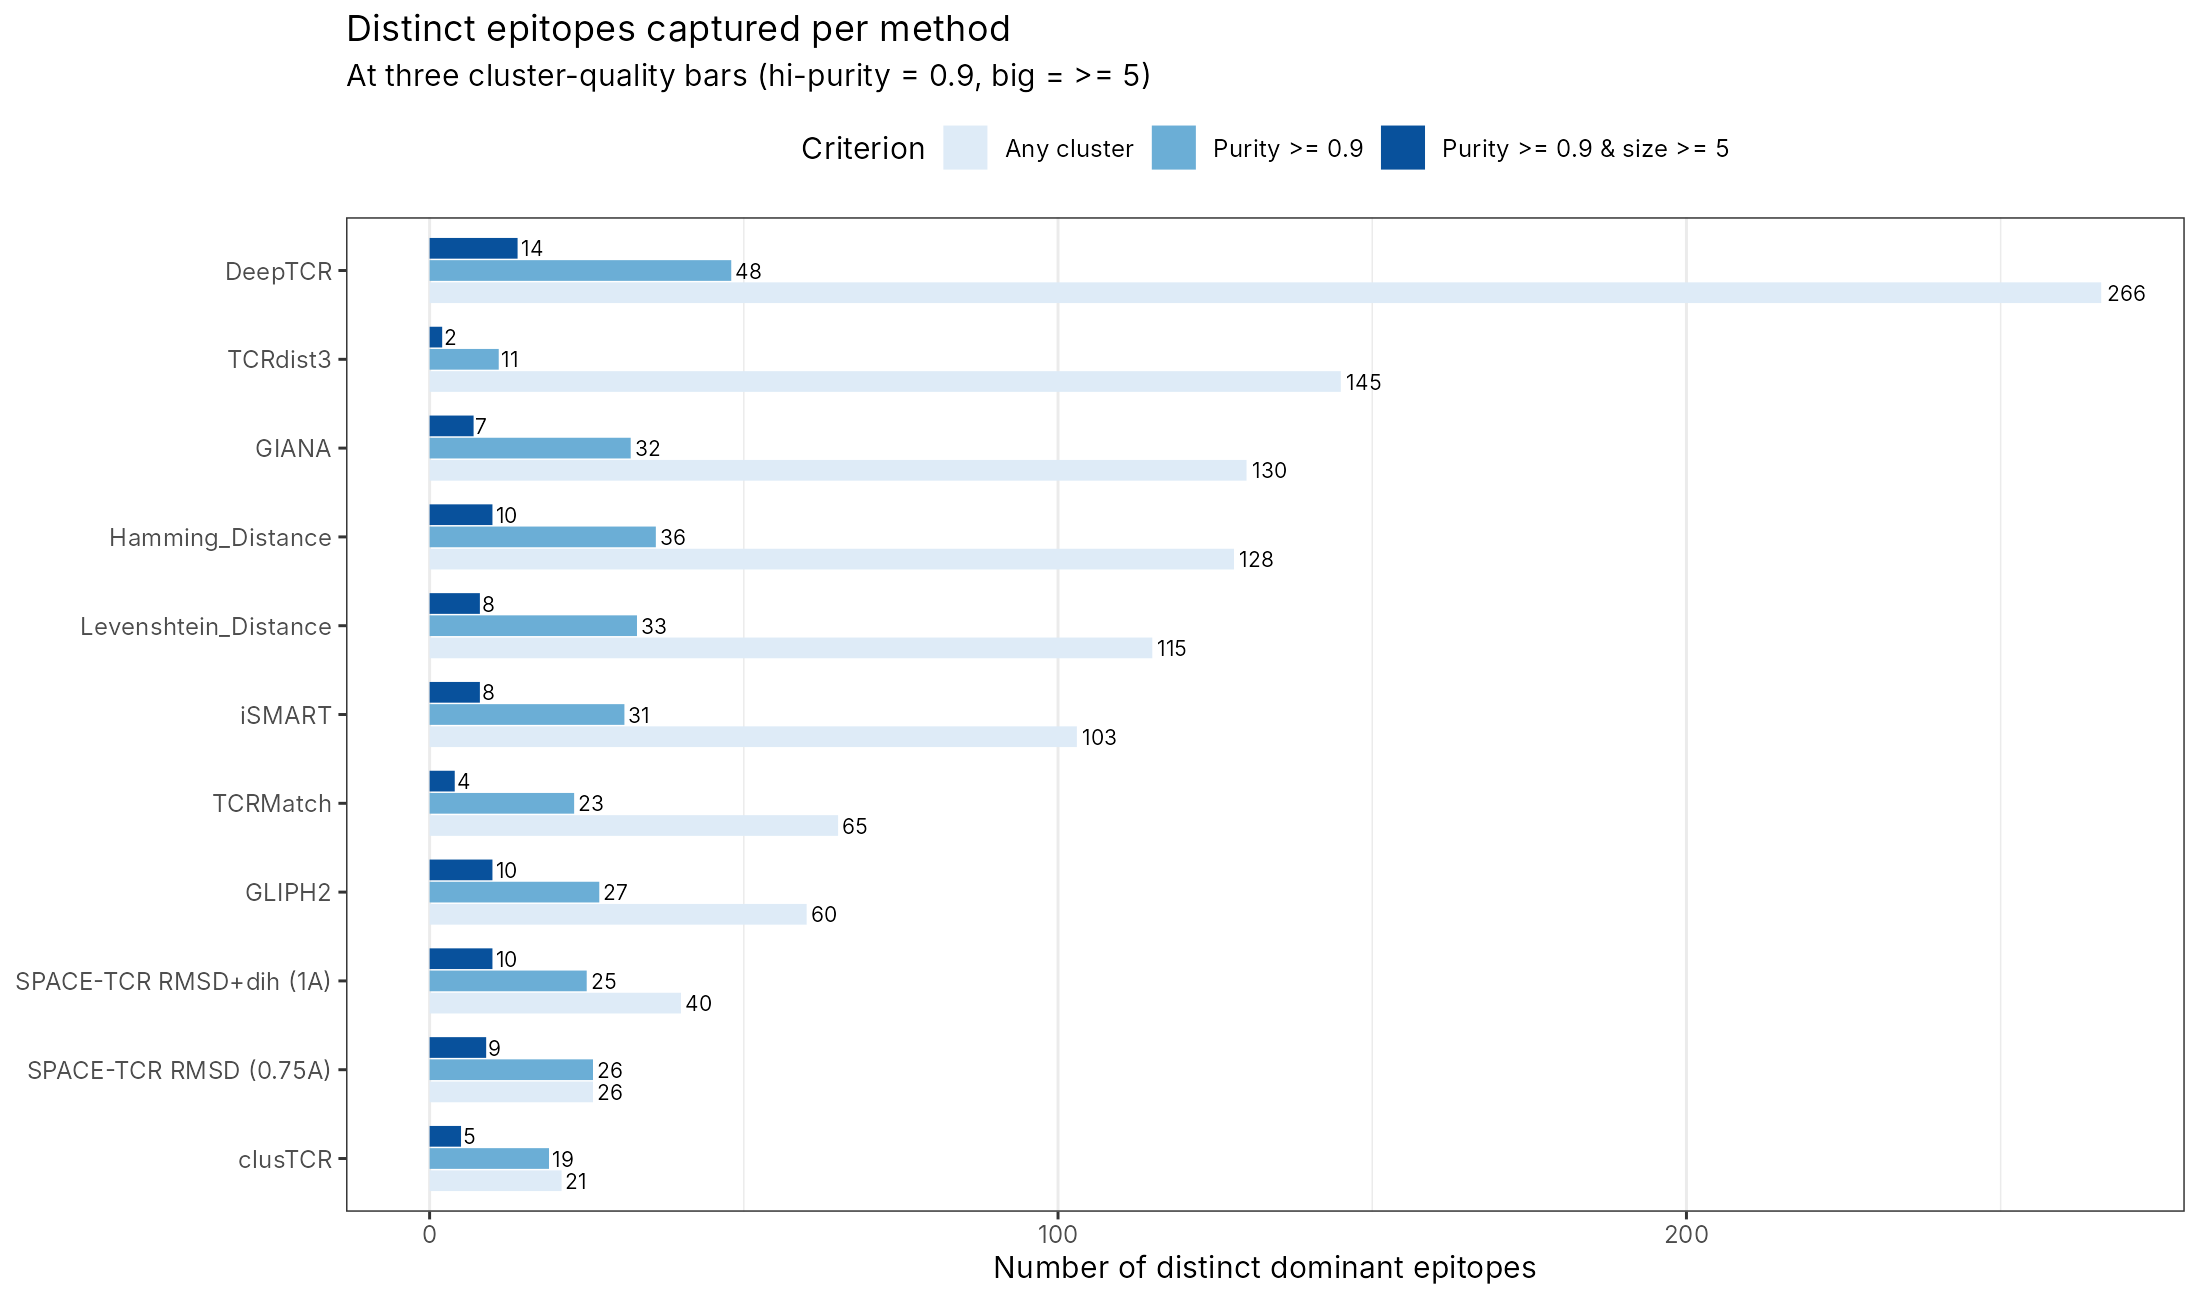 Distinct epitopes captured per method
At three cluster-quality bars (hi-purity = 0.9, big = >= 5)
Criterion Any cluster Purity >= 0.9 Purity >= 0.9 & size >= 5
DeepTCR
14
48
266
TCRdist3
2
11
145
GIANA
7
32
130
Hamming_Distance
10
36
128
Levenshtein_Distance
8
33
115
iSMART
8
31
103
TCRMatch
4
23
65
GLIPH2
10
27
60
SPACE-TCR RMSD+dih (1A)
10
25
40
SPACE-TCR RMSD (0.75A)
9
26
26
clusTCR
5
19
21
0 100 200
Number of distinct dominant epitopes